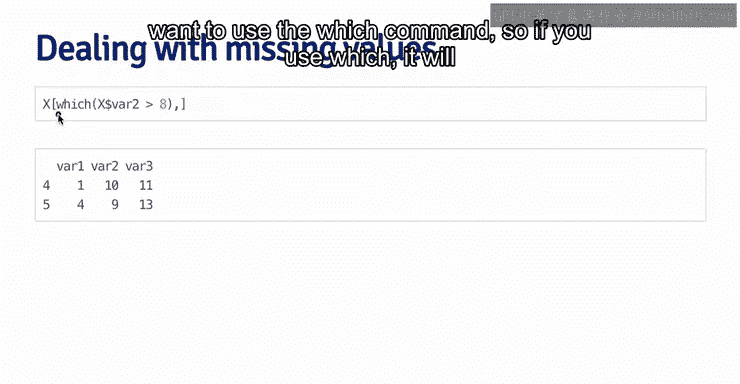 want to use the which command, so if you
use which, it will
Dealing with missing values
X[which(X$var2 > 8),]
var1 var2 var3
4 1 10 11
5 4 9 13